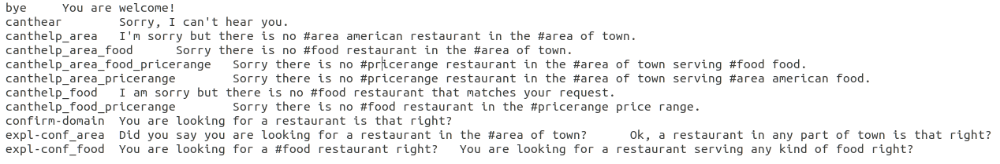 bye You are welcome!
canthear Sorry, I can't hear you.
canthelp_area I'm sorry but there is no #area american restaurant in the #area of town.
canthelp_area_food Sorry there is no #food restaurant in the #area of town.
canthelp_area_food_pricerange Sorry there is no #pricerange restaurant in the #area of town serving #food food.
canthelp_area_pricerange Sorry there is no #pricerange restaurant in the #area of town serving #area american food.
canthelp_food I am sorry but there is no #food restaurant that matches your request.
canthelp_food_pricerange Sorry there is no #food restaurant in the #pricerange price range.
confirm-domain You are looking for a restaurant is that right?
expl-conf_area Did you say you are looking for a restaurant in the #area of town? Ok, a restaurant in any part of town is that right?
expl-conf_food You are looking for a #food restaurant right? You are looking for a restaurant serving any kind of food right?